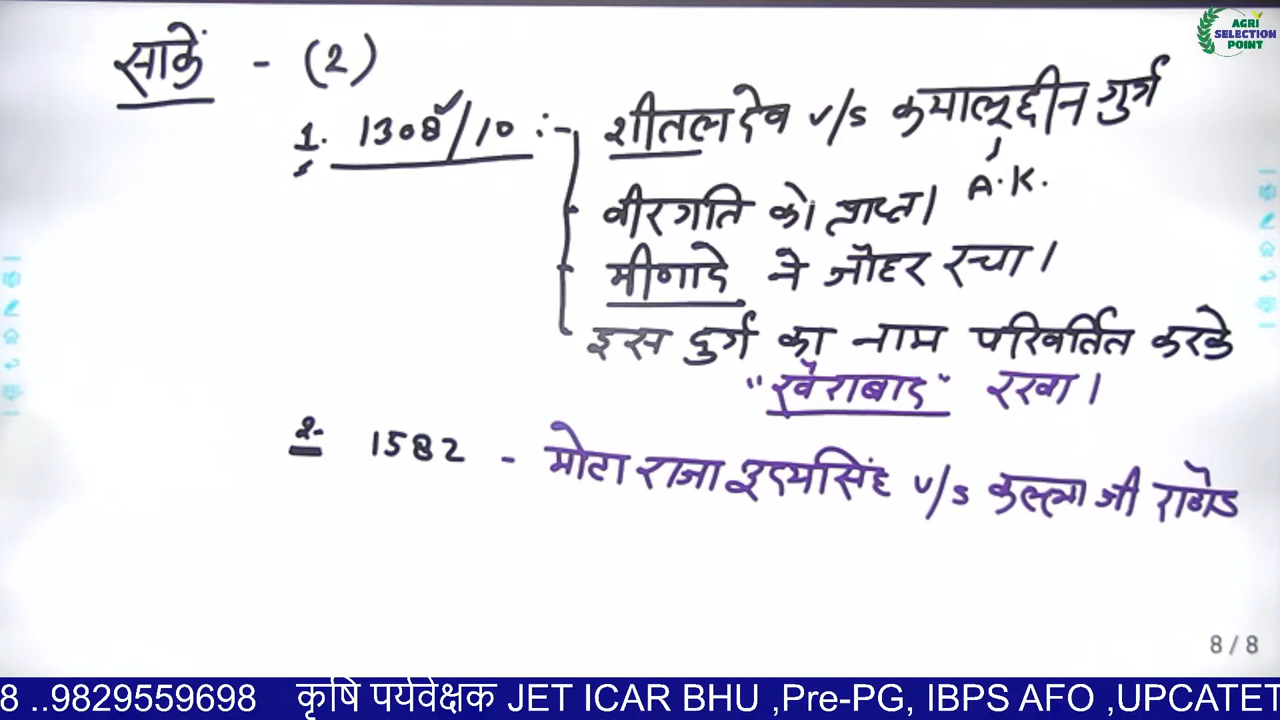 AGRI
SELECTION
POINT
साकें - (2)
1. 1308/10 :- शीतलदेव v/s कमालूद्दीन गुर्ग
A.K.
वीरगति को प्राप्त।
मीणादे ने जौहर रचा।
इस दुर्ग का नाम परिवर्तित करके
"खैराबाद" रखा।
2- 1582 - मोटा राजा उदयसिंह v/s कल्ला जी राठौड
8 / 8
8 ..9829559698 कृषि पर्यवेक्षक JET ICAR BHU ,Pre-PG, IBPS AFO ,UPCATET